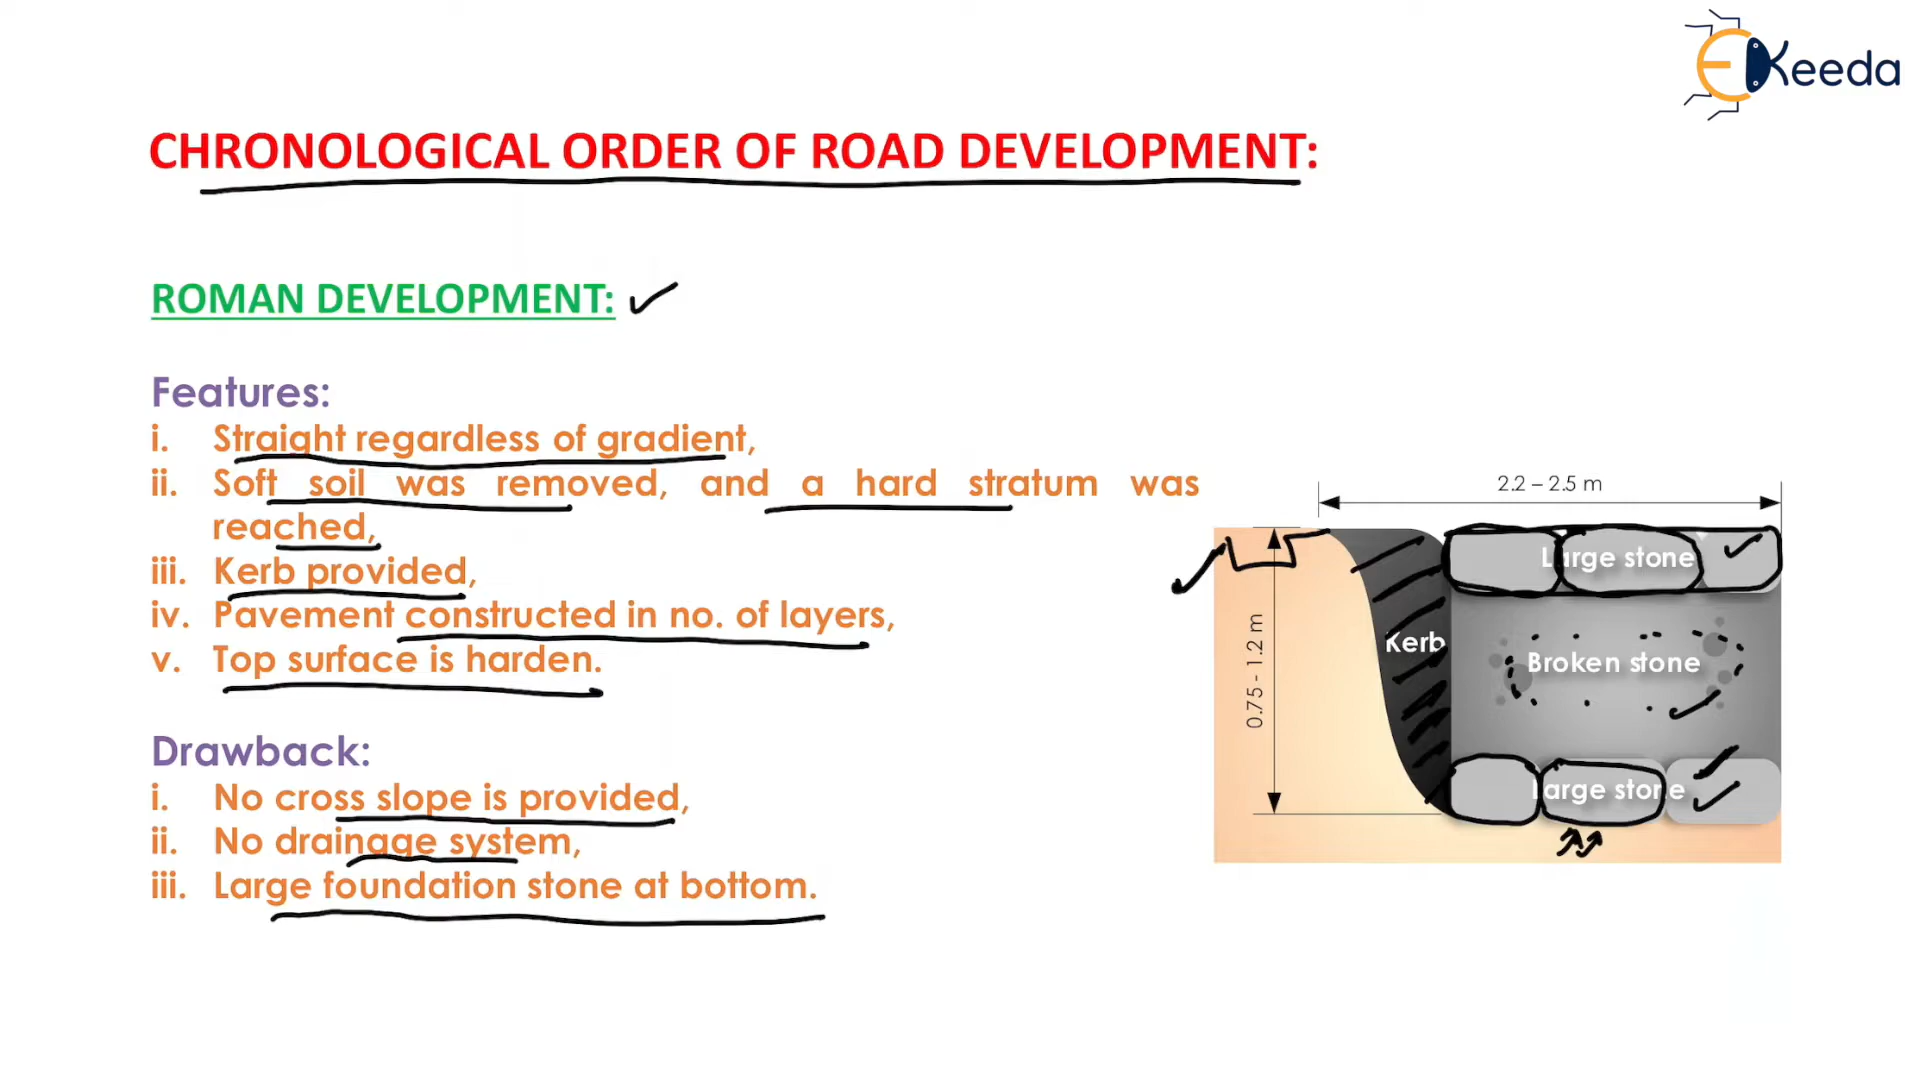 EKeeda
CHRONOLOGICAL ORDER OF ROAD DEVELOPMENT:
ROMAN DEVELOPMENT:
Features:
i. Straight regardless of gradient,
ii. Soft soil was removed, and a hard stratum was
reached,
iii. Kerb provided,
iv. Pavement constructed in no. of layers,
v. Top surface is harden.
Drawback:
i. No cross slope is provided,
ii. No drainage system,
iii. Large foundation stone at bottom.
2.2 – 2.5 m
Large stone
0.75 - 1.2 m
Kerb
Broken stone
Large stone